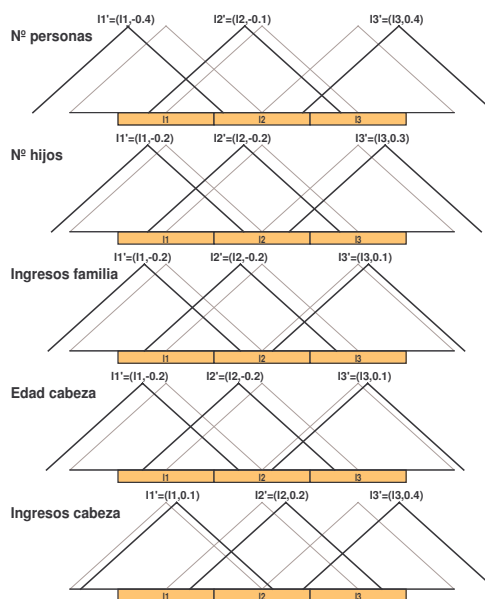 l1'=(l1,-0.4) l2'=(l2,-0.1) l3'=(l3,0.4)
Nº personas
l1 l2 l3
l1'=(l1,-0.2) l2'=(l2,-0.2) l3'=(l3,0.3)
Nº hijos
l1 l2 l3
l1'=(l1,-0.2) l2'=(l2,-0.2) l3'=(l3,0.1)
Ingresos familia
l1 l2 l3
l1'=(l1,-0.2) l2'=(l2,-0.2) l3'=(l3,0.1)
Edad cabeza
l1 l2 l3
l1'=(l1,0.1) l2'=(l2,0.2) l3'=(l3,0.4)
Ingresos cabeza
l1 l2 l3